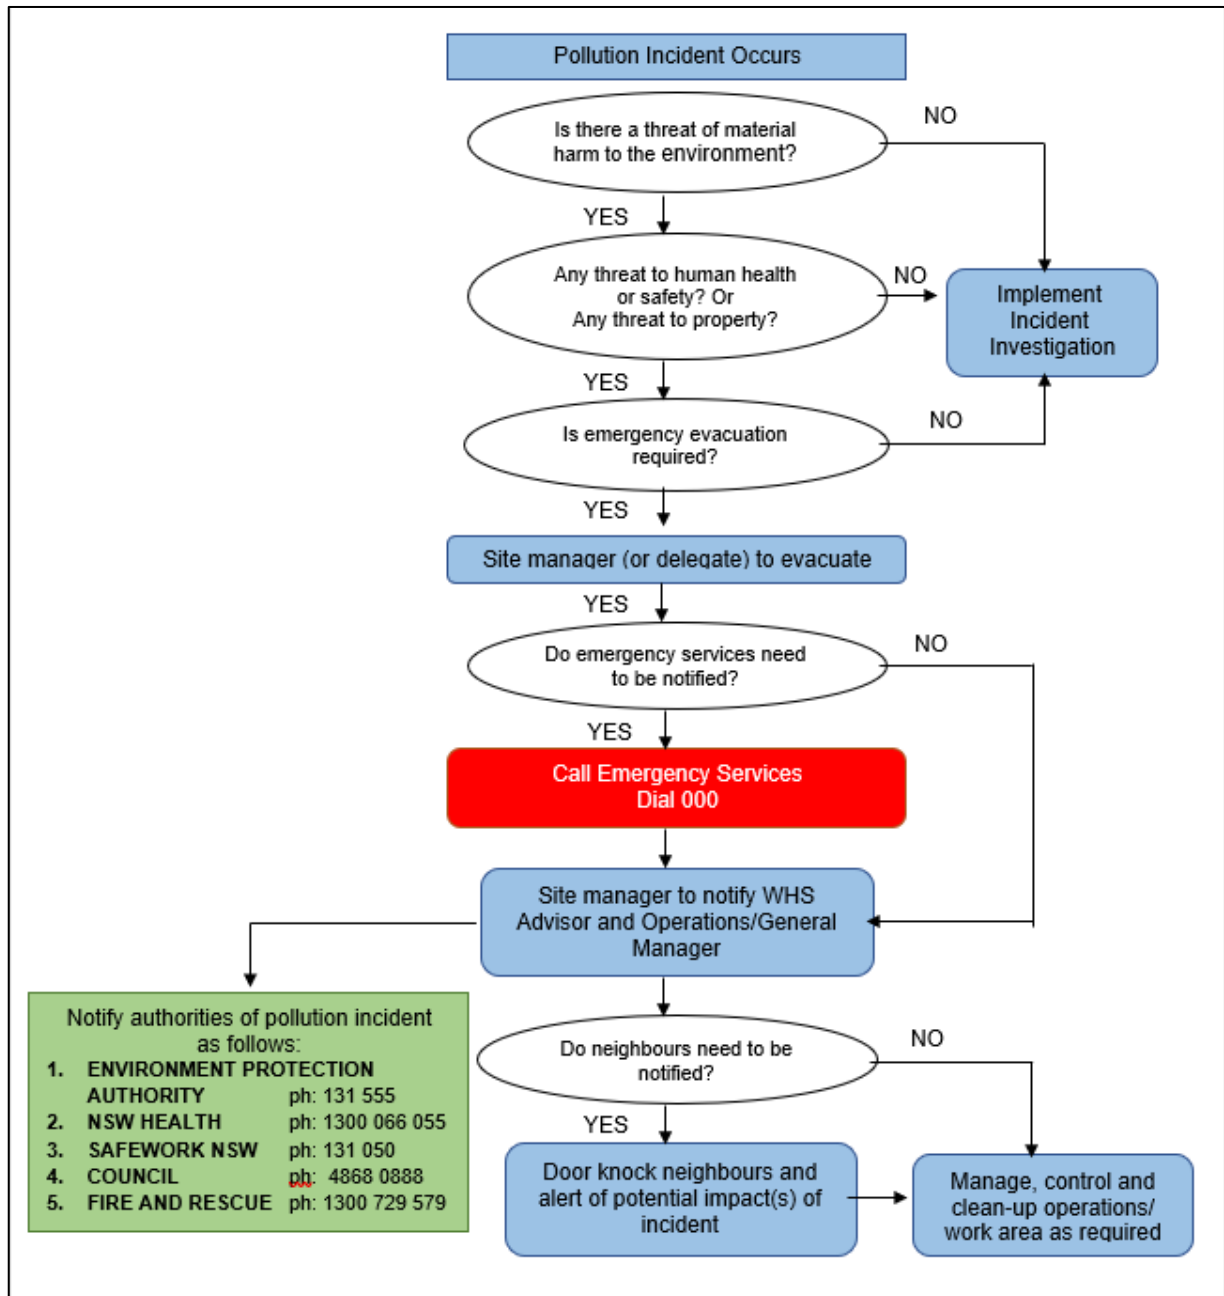 Pollution Incident Occurs
Is there a threat of material
harm to the environment?
NO
YES
Any threat to human health
or safety? Or
Any threat to property?
NO
Implement
Incident
Investigation
YES
Is emergency evacuation
required?
NO
YES
Site manager (or delegate) to evacuate
YES
Do emergency services need
to be notified?
NO
YES
Call Emergency Services
Dial 000
Site manager to notify WHS
Advisor and Operations/General
Manager
Notify authorities of pollution incident
as follows:
1. ENVIRONMENT PROTECTION
AUTHORITY ph: 131 555
2. NSW HEALTH ph: 1300 066 055
3. SAFEWORK NSW ph: 131 050
4. COUNCIL ph: 4868 0888
5. FIRE AND RESCUE ph: 1300 729 579
Do neighbours need to be
notified?
NO
YES
Door knock neighbours and
alert of potential impact(s) of
incident
Manage, control and
clean-up operations/
work area as required